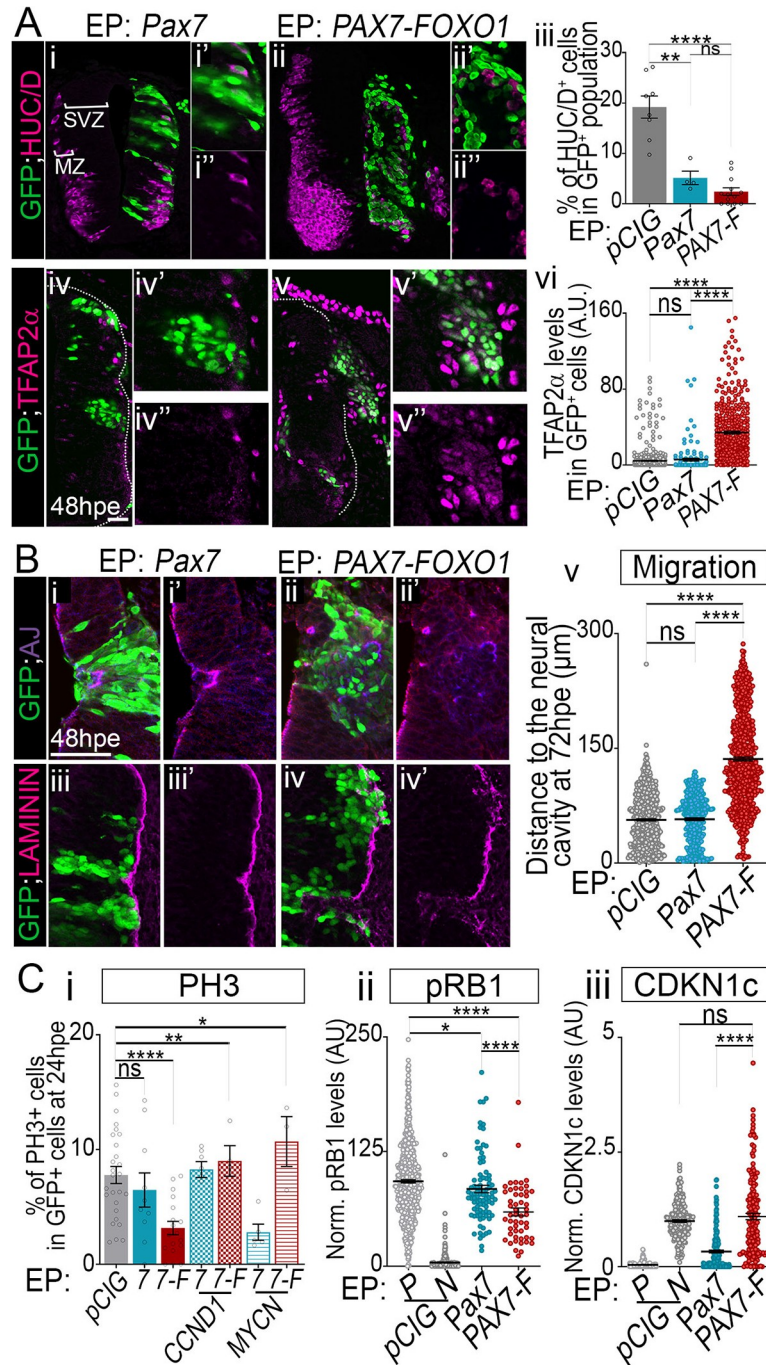 A
EP: Pax7
EP: PAX7-FOXO1
GFP;HUC/D
i
i’
i’’
SVZ
MZ
ii
ii’
ii’’
iii
% of HUC/D+ cells
in GFP+ population
80
60
40
20
0
****
**
ns
EP:
pCIG
Pax7
PAX7-F
GFP;TFAP2α
iv
iv’
iv’’
48hpe
v
v’
v’’
vi
TFAP2α levels
in GFP+ cells (A.U.)
160
80
0
****
ns
****
EP:
pCIG
Pax7
PAX7-F
B
EP: Pax7
EP: PAX7-FOXO1
GFP;AJ
i
i’
ii
ii’
48hpe
GFP;LAMININ
iii
iii’
iv
iv’
v
Migration
Distance to the neural
cavity at 72hpe (μm)
300
150
0
****
ns
****
EP:
pCIG
Pax7
PAX7-F
C
i
PH3
% of PH3+ cells
in GFP+ cells at 24hpe
20
10
0
*
**
****
ns
EP:
pCIG
7
7-F
7
7-F
7
7-F
CCND1
MYCN
ii
pRB1
Norm. pRB1 levels (AU)
250
125
0
****
*
****
EP:
P
N
pCIG
Pax7
PAX7-F
iii
CDKN1c
Norm. CDKN1c levels (AU)
5
2.5
0
ns
****
EP:
P
N
pCIG
Pax7
PAX7-F